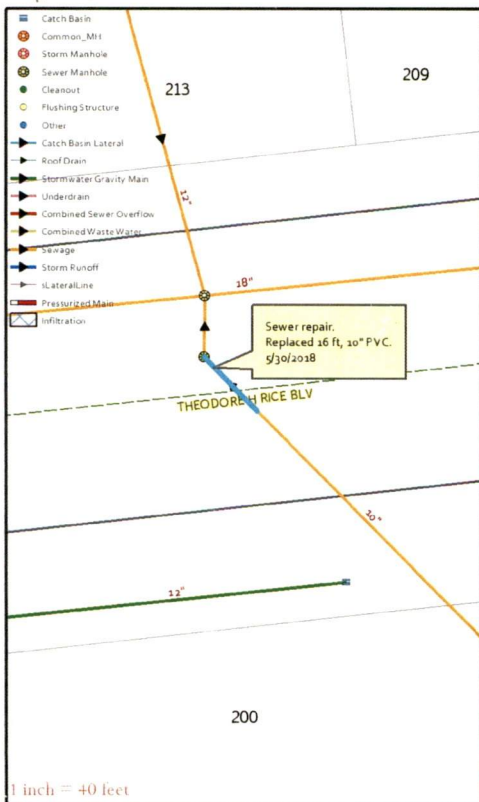 Catch Basin
Common_MH
Storm Manhole
Sewer Manhole
Cleanout
Flushing Structure
Other
Catch Basin Lateral
Roof Drain
Stormwater Gravity Main
Underdrain
Combined Sewer Overflow
Combined Waste Water
Sewage
Storm Runoff
sLateralLine
Pressurized Main
Infiltration
213
209
12"
18"
Sewer repair.
Replaced 16 ft, 10" PVC.
5/30/2018
THEODORE H RICE BLV
10"
12"
200
1 inch = 40 feet